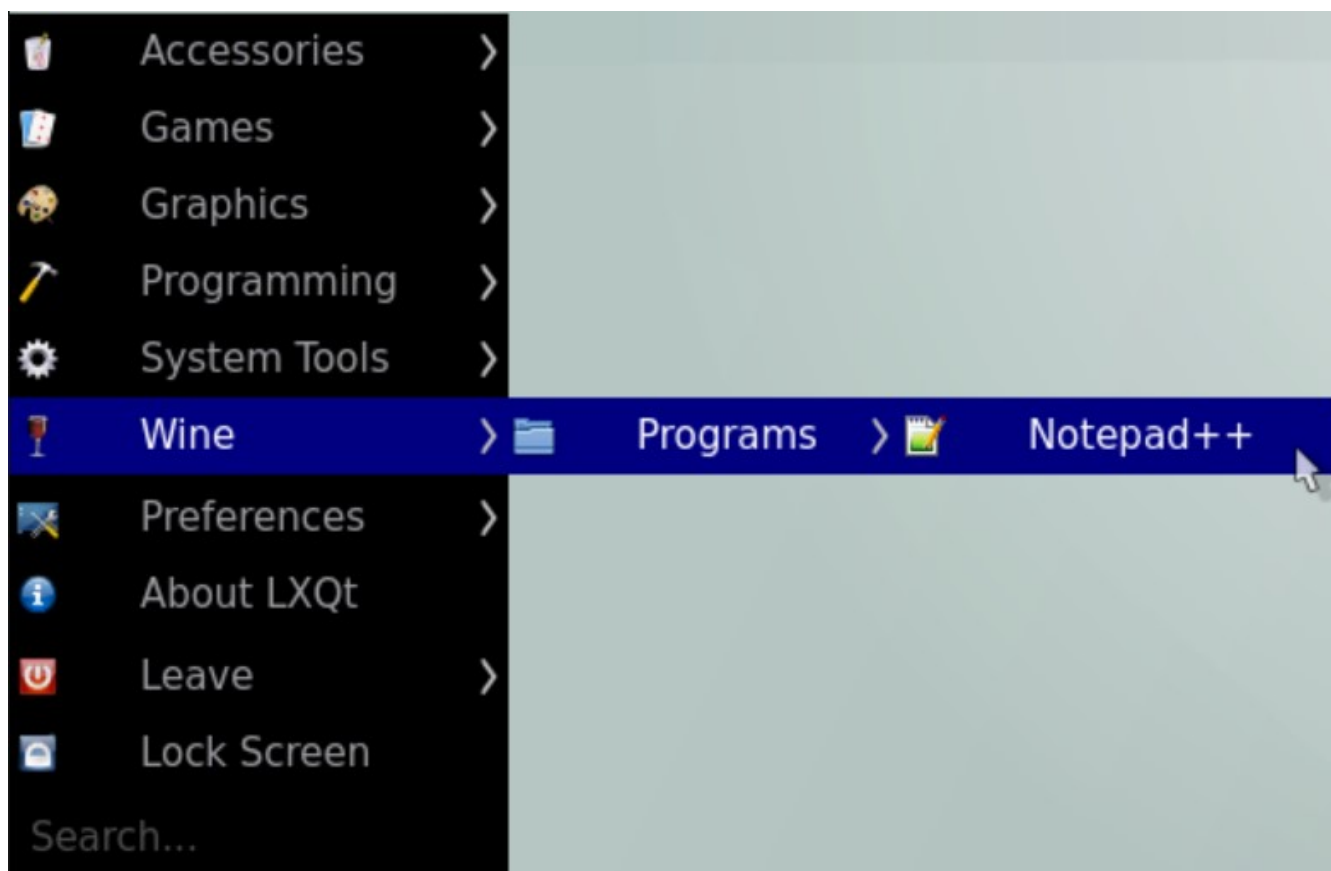 Accessories
Games
Graphics
Programming
System Tools
Wine Programs Notepad++
Preferences
About LXQt
Leave
Lock Screen
Search...